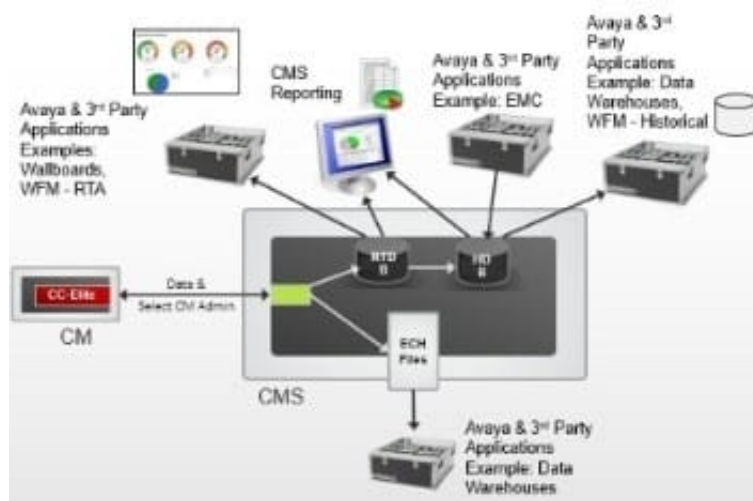 Avaya & 3rd Party
Applications
Examples:
Wallboards,
WFM - RTA
CMS
Reporting
Avaya & 3rd Party
Applications
Example: EMC
Avaya & 3rd
Party
Applications
Example: Data
Warehouses,
WFM - Historical
CC-Elite
CM
Data &
Select CM Admin
RTD
B
HD
B
ECH
Files
CMS
Avaya & 3rd Party
Applications
Example: Data
Warehouses